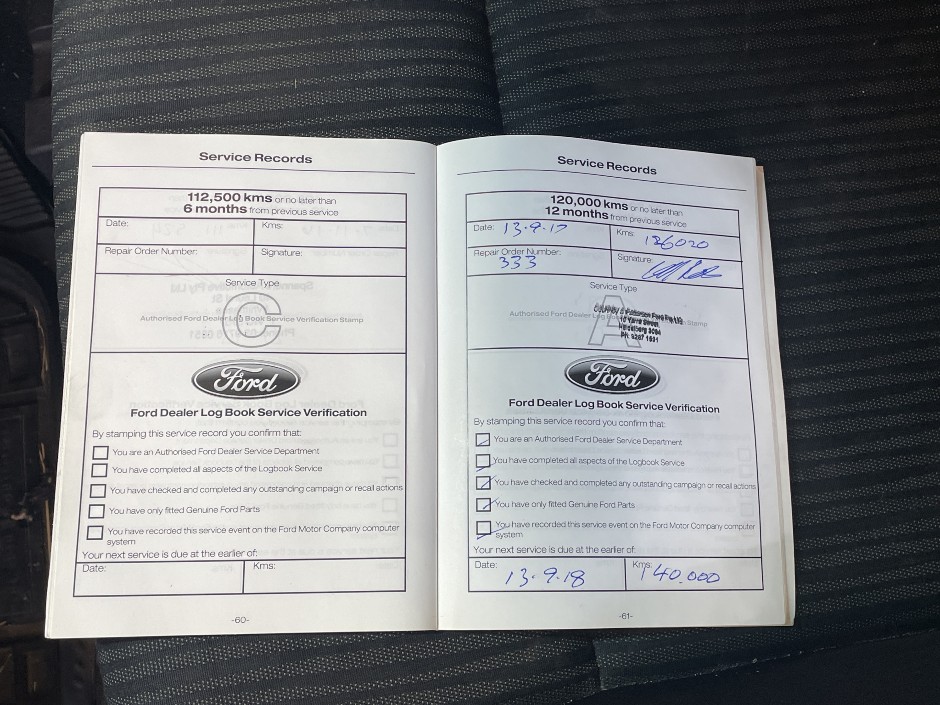 Service Records
112,500 kms or no later than
6 months from previous service
Date:
Kms:
Repair Order Number:
Signature:
Service Type
C
Authorised Ford Dealer Log Book Service Verification Stamp
Ford
Ford Dealer Log Book Service Verification
By stamping this service record you confirm that:
You are an Authorised Ford Dealer Service Department
You have completed all aspects of the Logbook Service
You have checked and completed any outstanding campaign or recall actions
You have only fitted Genuine Ford Parts
You have recorded this service event on the Ford Motor Company computer
system
Your next service is due at the earlier of:
Date:
Kms:
-60-
Service Records
120,000 kms or no later than
12 months from previous service
Date: 13.9.17
Kms: 126020
Repair Order Number:
333
Signature:
Service Type
A
Authorised Ford Dealer Log Stamp
Ford Pty Ltd
10 Yarra Street
Heidelberg 3084
Ford
Ford Dealer Log Book Service Verification
By stamping this service record you confirm that:
You are an Authorised Ford Dealer Service Department
You have completed all aspects of the Logbook Service
You have checked and completed any outstanding campaign or recall actions
You have only fitted Genuine Ford Parts
You have recorded this service event on the Ford Motor Company computer
system
Your next service is due at the earlier of:
Date: 13.9.18
Kms: 140.000
-61-